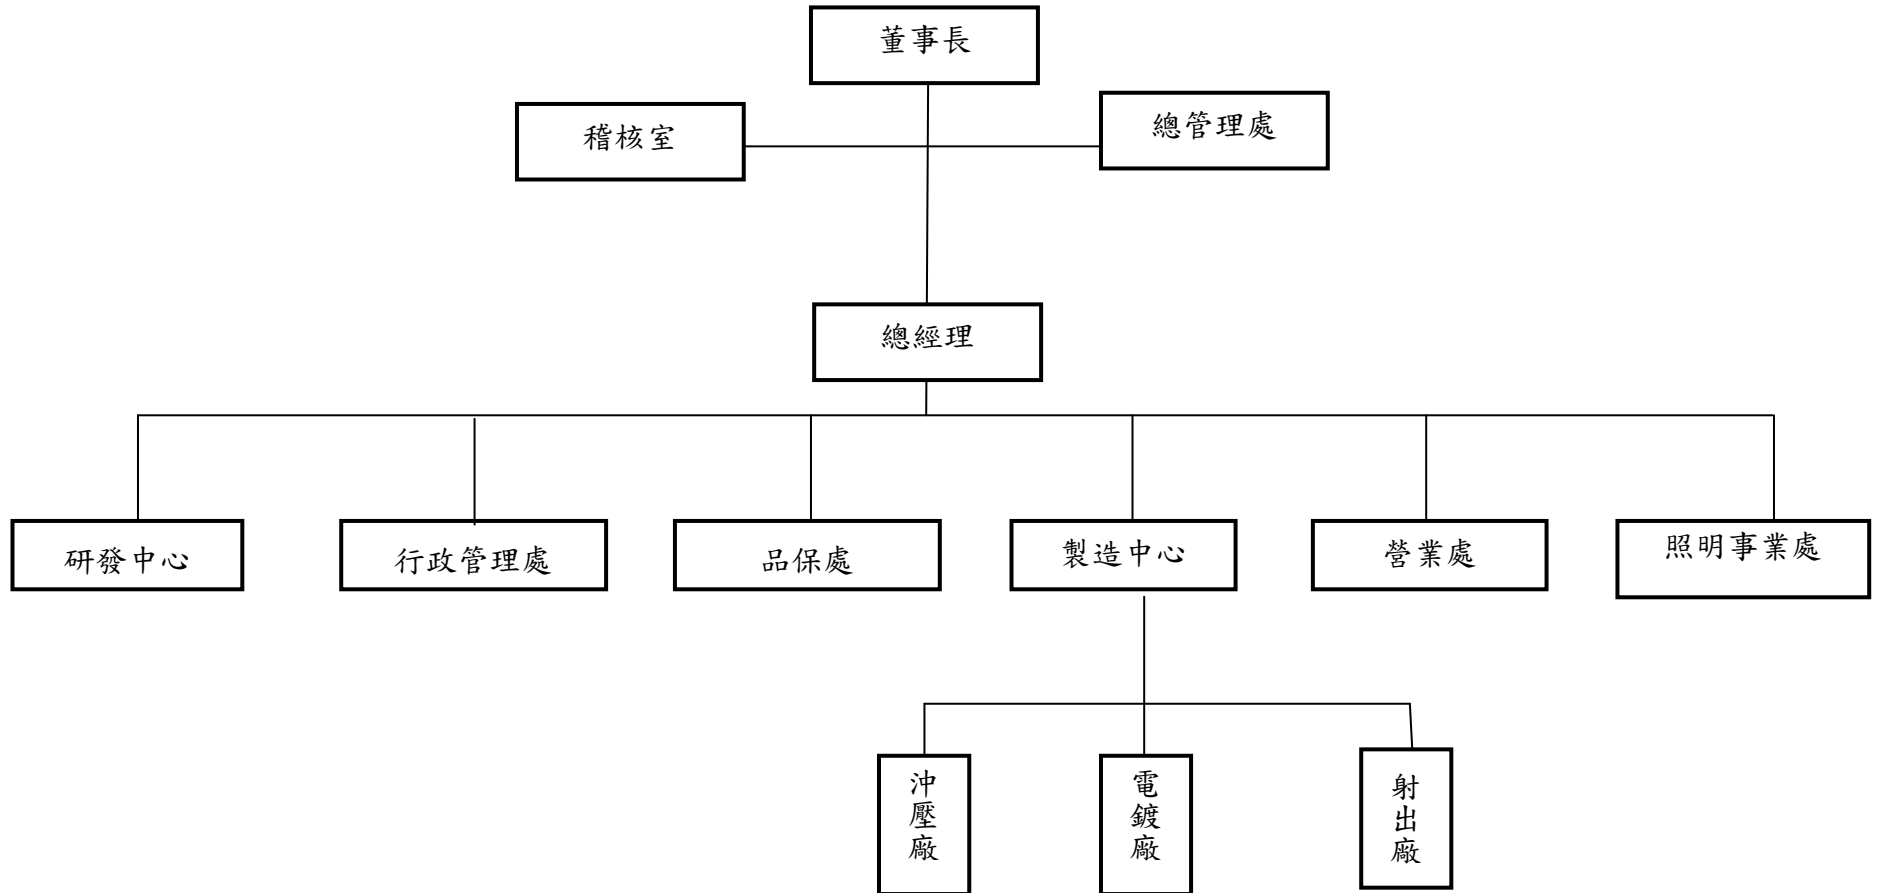 董事長
稽核室
總管理處
總經理
研發中心
行政管理處
品保處
製造中心
營業處
照明事業處
沖壓廠
電鍍廠
射出廠